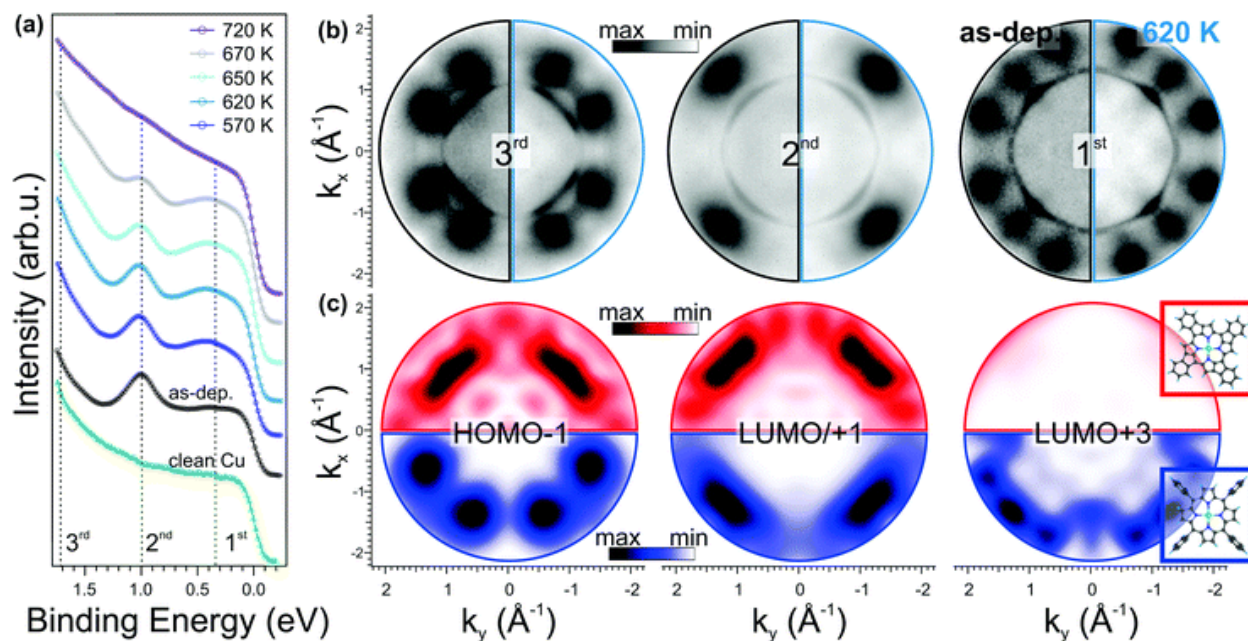 (a)
720 K
670 K
650 K
620 K
570 K
as-dep.
clean Cu
3rd 2nd 1st
1.5 1.0 0.5 0.0
Binding Energy (eV)
Intensity (arb.u.)
(b)
max min
as-dep. 620 K
3rd 2nd 1st
kx (Å-1)
2
1
0
-1
-2
(c)
max min
HOMO-1 LUMO/+1 LUMO+3
max min
kx (Å-1)
2
1
0
-1
-2
2 1 0 -1 -2 2 1 0 -1 -2 2 1 0 -1 -2
ky (Å-1) ky (Å-1) ky (Å-1)